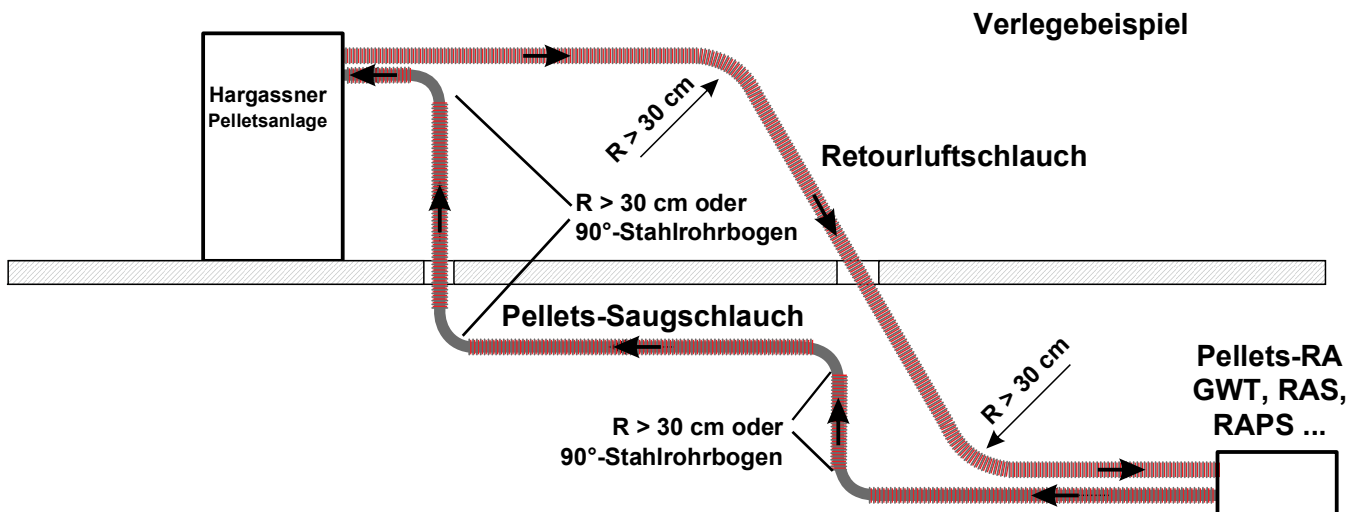 Verlegebeispiel
Hargassner
Pelletsanlage
R > 30 cm
Retourluftschlauch
R > 30 cm oder
90°-Stahlrohrbogen
Pellets-Saugschlauch
R > 30 cm
Pellets-RA
GWT, RAS,
RAPS ...
R > 30 cm oder
90°-Stahlrohrbogen